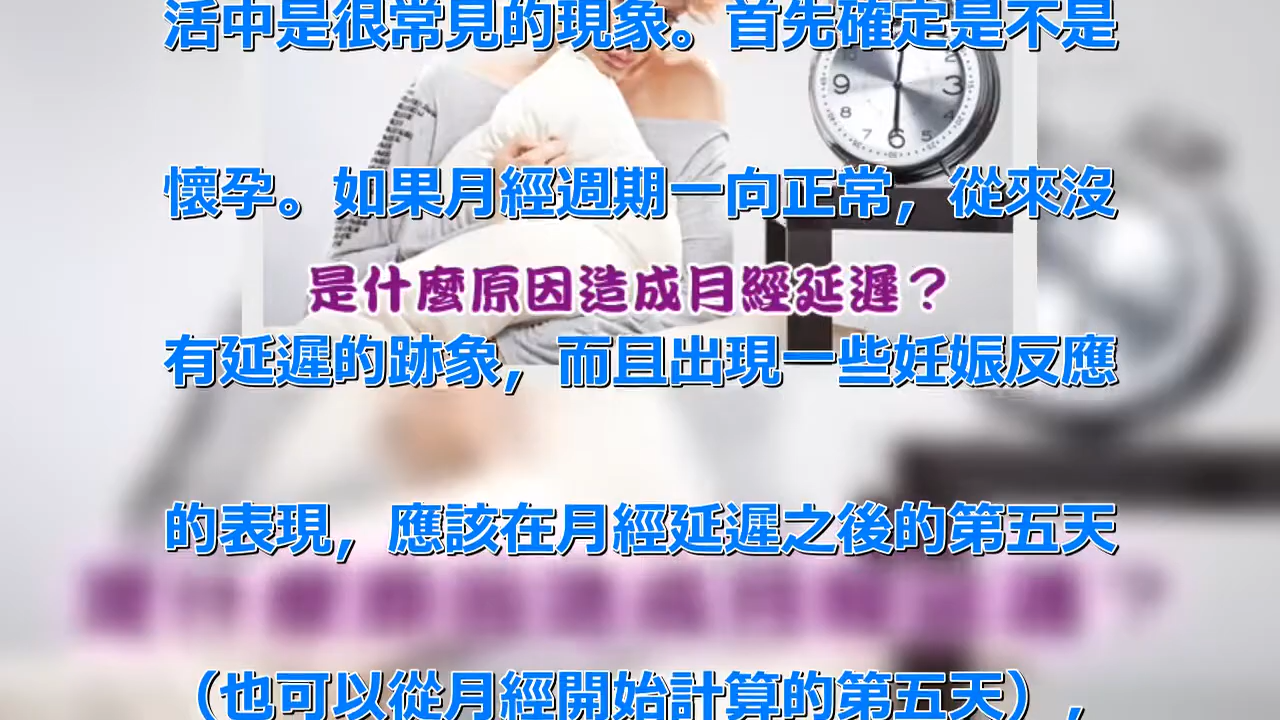 活中是很常見的現象。首先確定是不是
懷孕。如果月經週期一向正常，從來沒
是什麼原因造成月經延遲？
有延遲的跡象，而且出現一些妊娠反應
的表現，應該在月經延遲之後的第五天
（也可以從月經開始計算的第五天），